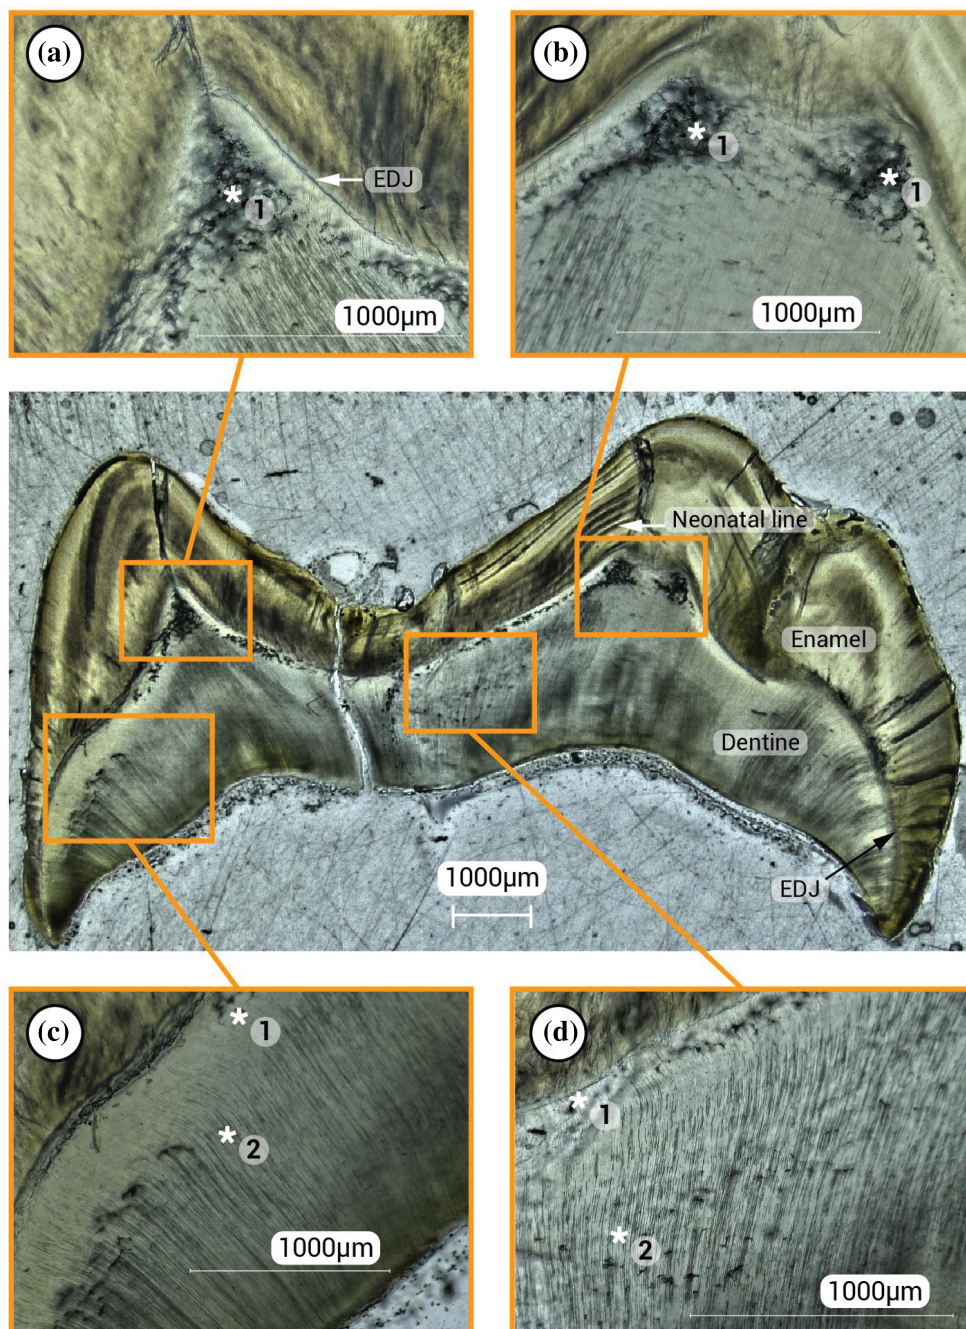 (a)
*
1
EDJ
1000µm
(b)
*
1
*
1
1000µm
Neonatal line
Enamel
Dentine
1000µm
EDJ
(c)
*
1
*
2
1000µm
(d)
*
1
*
2
1000µm